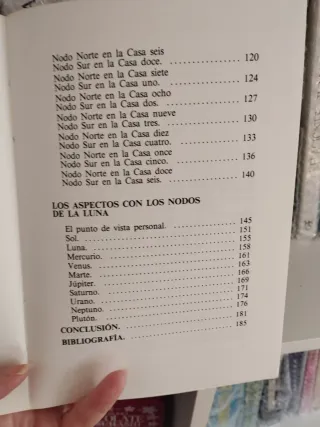 Nodo Norte en la Casa seis
Nodo Sur en la Casa doce. ................ 120
Nodo Norte en la Casa siete
Nodo Sur en la Casa uno. ................ 124
Nodo Norte en la Casa ocho
Nodo Sur en la Casa dos. ................ 127
Nodo Norte en la Casa nueve
Nodo Sur en la Casa tres. ................ 130
Nodo Norte en la Casa diez
Nodo Sur en la Casa cuatro. ................ 133
Nodo Norte en la Casa once
Nodo Sur en la Casa cinco. ................ 136
Nodo Norte en la Casa doce
Nodo Sur en la Casa seis. ................ 140
LOS ASPECTOS CON LOS NODOS
DE LA LUNA
El punto de vista personal. ................ 145
Sol. ................ 151
Luna. ................ 155
Mercurio. ................ 158
Venus. ................ 161
Marte. ................ 163
Júpiter. ................ 166
Saturno. ................ 169
Urano. ................ 171
Neptuno. ................ 174
Plutón. ................ 176
CONCLUSIÓN. ................ 181
BIBLIOGRAFÍA. ................ 185